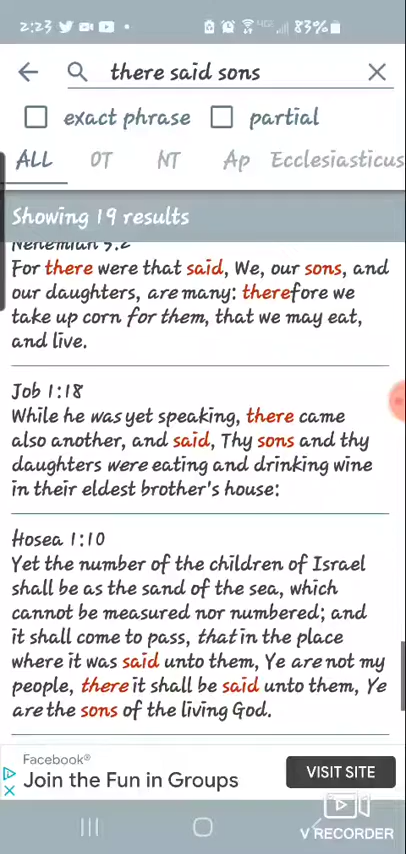 2:23 83%
there said sons
exact phrase partial
ALL OT NT Ap Ecclesiasticus
Showing 19 results
Nehemiah 5:2
For there were that said, We, our sons, and
our daughters, are many: therefore we
take up corn for them, that we may eat,
and live.
Job 1:18
While he was yet speaking, there came
also another, and said, Thy sons and thy
daughters were eating and drinking wine
in their eldest brother's house:
Hosea 1:10
Yet the number of the children of Israel
shall be as the sand of the sea, which
cannot be measured nor numbered; and
it shall come to pass, that in the place
where it was said unto them, Ye are not my
people, there it shall be said unto them, Ye
are the sons of the living God.
Facebook®
Join the Fun in Groups
VISIT SITE
V RECORDER